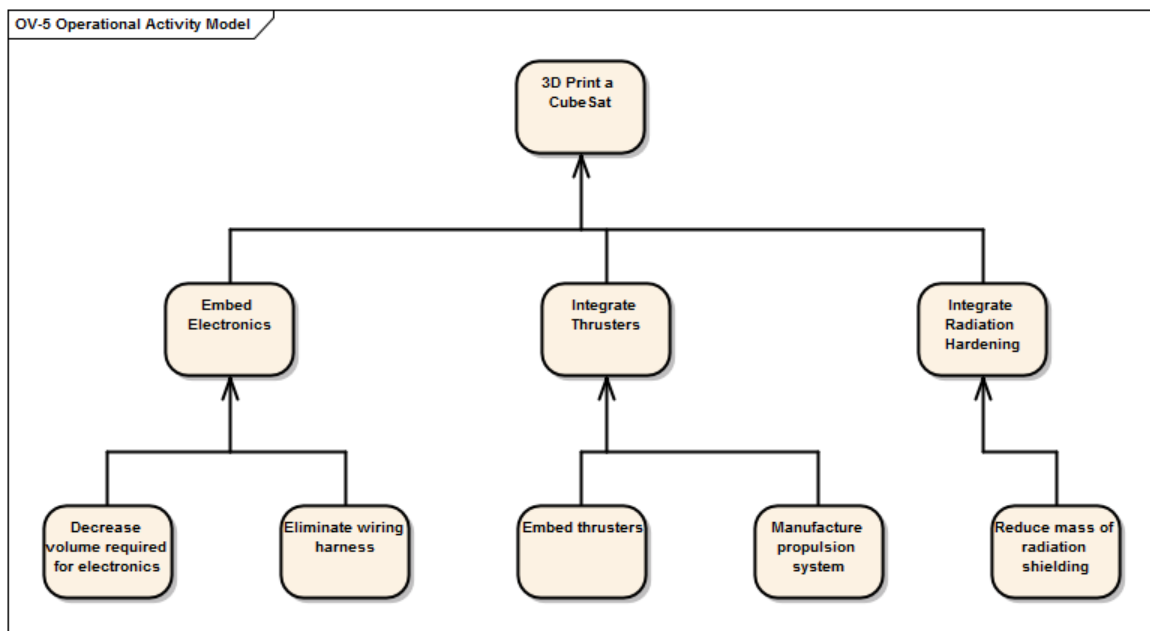 OV-5 Operational Activity Model
3D Print a
CubeSat
Embed
Electronics
Integrate
Thrusters
Integrate
Radiation
Hardening
Decrease
volume required
for electronics
Eliminate wiring
harness
Embed thrusters
Manufacture
propulsion
system
Reduce mass of
radiation
shielding